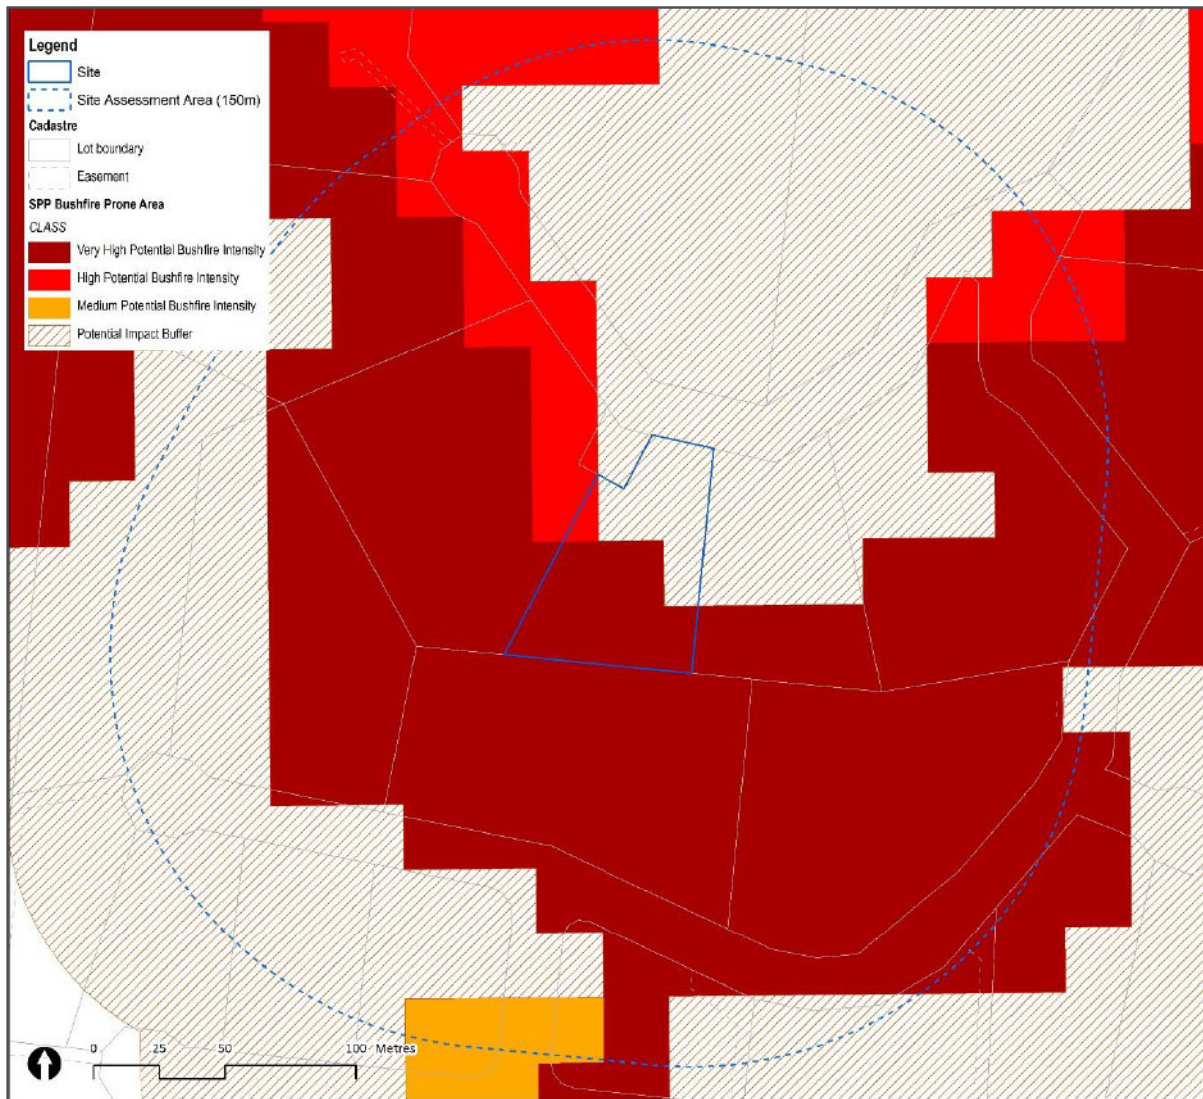 Legend
Site
Site Assessment Area (150m)
Cadastre
Lot boundary
Easement
SPP Bushfire Prone Area
CLASS
Very High Potential Bushfire Intensity
High Potential Bushfire Intensity
Medium Potential Bushfire Intensity
Potential Impact Buffer
0 25 50 100 Metres